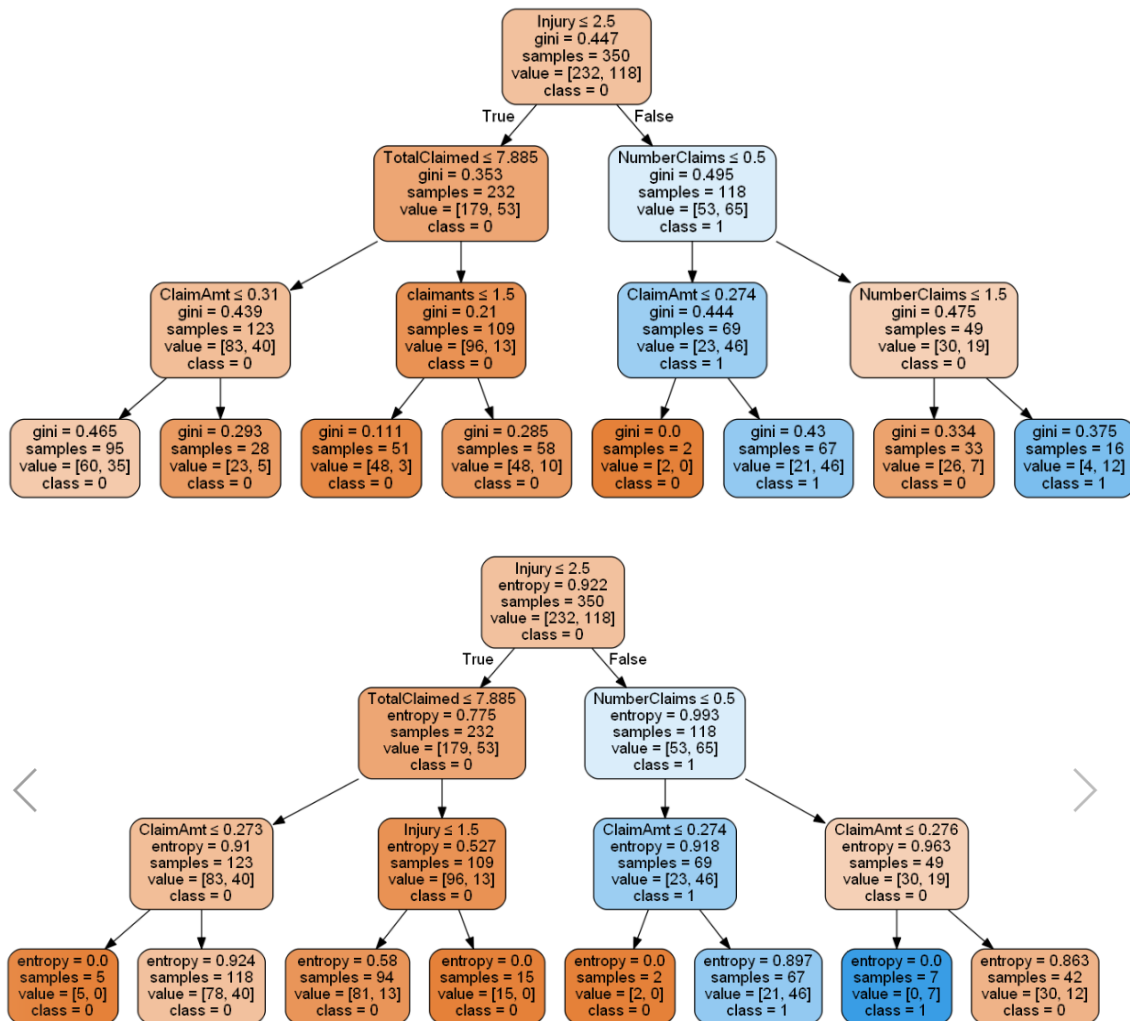 Injury ≤ 2.5
gini = 0.447
samples = 350
value = [232, 118]
class = 0
True
False
TotalClaimed ≤ 7.885
gini = 0.353
samples = 232
value = [179, 53]
class = 0
NumberClaims ≤ 0.5
gini = 0.495
samples = 118
value = [53, 65]
class = 1
ClaimAmt ≤ 0.31
gini = 0.439
samples = 123
value = [83, 40]
class = 0
claimants ≤ 1.5
gini = 0.21
samples = 109
value = [96, 13]
class = 0
ClaimAmt ≤ 0.274
gini = 0.444
samples = 69
value = [23, 46]
class = 1
NumberClaims ≤ 1.5
gini = 0.475
samples = 49
value = [30, 19]
class = 0
gini = 0.465
samples = 95
value = [60, 35]
class = 0
gini = 0.293
samples = 28
value = [23, 5]
class = 0
gini = 0.111
samples = 51
value = [48, 3]
class = 0
gini = 0.285
samples = 58
value = [48, 10]
class = 0
gini = 0.0
samples = 2
value = [2, 0]
class = 0
gini = 0.43
samples = 67
value = [21, 46]
class = 1
gini = 0.334
samples = 33
value = [26, 7]
class = 0
gini = 0.375
samples = 16
value = [4, 12]
class = 1
Injury ≤ 2.5
entropy = 0.922
samples = 350
value = [232, 118]
class = 0
True
False
TotalClaimed ≤ 7.885
entropy = 0.775
samples = 232
value = [179, 53]
class = 0
NumberClaims ≤ 0.5
entropy = 0.993
samples = 118
value = [53, 65]
class = 1
ClaimAmt ≤ 0.273
entropy = 0.91
samples = 123
value = [83, 40]
class = 0
Injury ≤ 1.5
entropy = 0.527
samples = 109
value = [96, 13]
class = 0
ClaimAmt ≤ 0.274
entropy = 0.918
samples = 69
value = [23, 46]
class = 1
ClaimAmt ≤ 0.276
entropy = 0.963
samples = 49
value = [30, 19]
class = 0
entropy = 0.0
samples = 5
value = [5, 0]
class = 0
entropy = 0.924
samples = 118
value = [78, 40]
class = 0
entropy = 0.58
samples = 94
value = [81, 13]
class = 0
entropy = 0.0
samples = 15
value = [15, 0]
class = 0
entropy = 0.0
samples = 2
value = [2, 0]
class = 0
entropy = 0.897
samples = 67
value = [21, 46]
class = 1
entropy = 0.0
samples = 7
value = [0, 7]
class = 1
entropy = 0.863
samples = 42
value = [30, 12]
class = 0